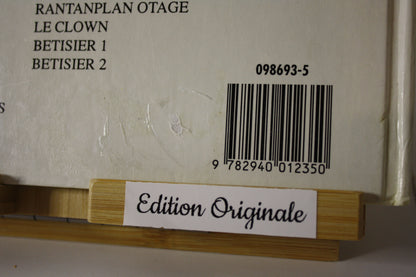 RANTANPLAN OTAGE
LE CLOWN
BETISIER 1
BETISIER 2
S
098693-5
9 782940 012350
Edition Originale